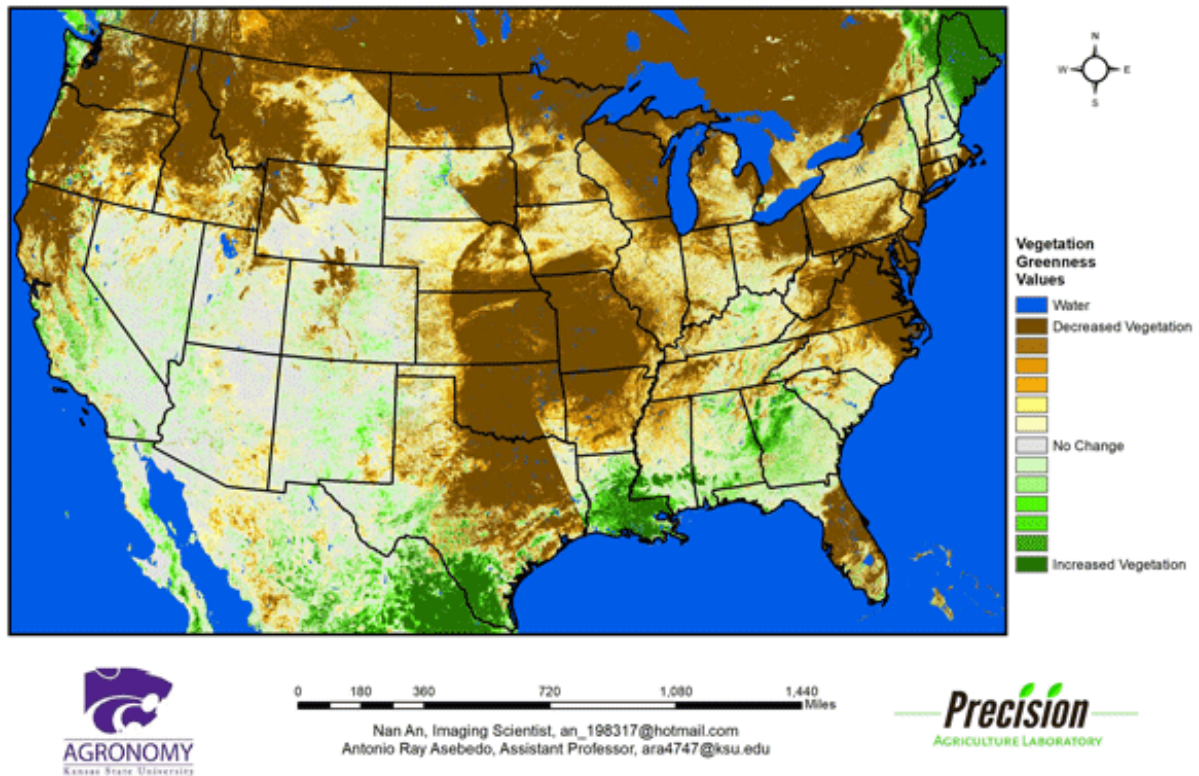 N
W E
S
Vegetation
Greenness
Values
Water
Decreased Vegetation
No Change
Increased Vegetation
0 180 360 720 1,080 1,440
Miles
Nan An, Imaging Scientist, an_198317@hotmail.com
Antonio Ray Asebedo, Assistant Professor, ara4747@ksu.edu
AGRONOMY
Kansas State University
Precision
AGRICULTURE LABORATORY